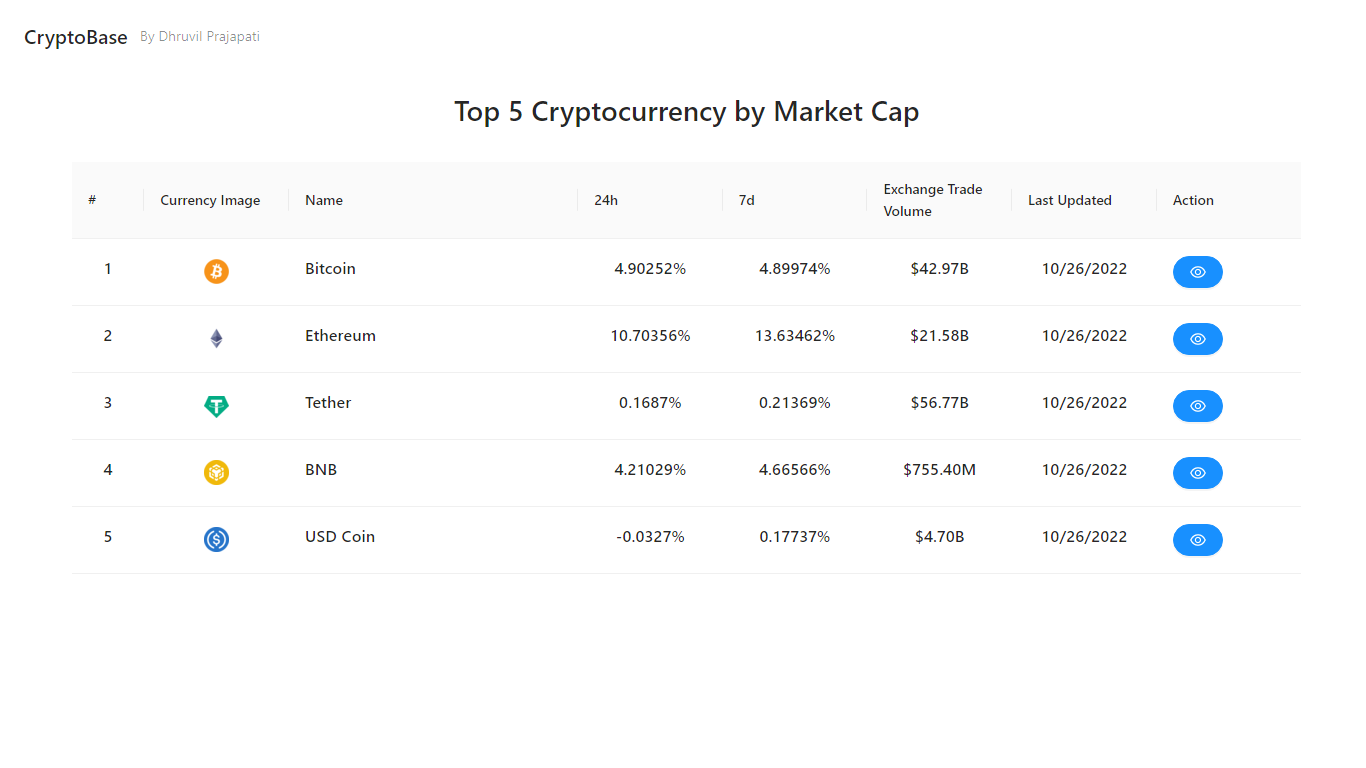 CryptoBase By Dhruvil Prajapati
Top 5 Cryptocurrency by Market Cap
# Currency Image Name 24h 7d Exchange Trade Volume Last Updated Action
1 Bitcoin 4.90252% 4.89974% $42.97B 10/26/2022
2 Ethereum 10.70356% 13.63462% $21.58B 10/26/2022
3 Tether 0.1687% 0.21369% $56.77B 10/26/2022
4 BNB 4.21029% 4.66566% $755.40M 10/26/2022
5 USD Coin -0.0327% 0.17737% $4.70B 10/26/2022